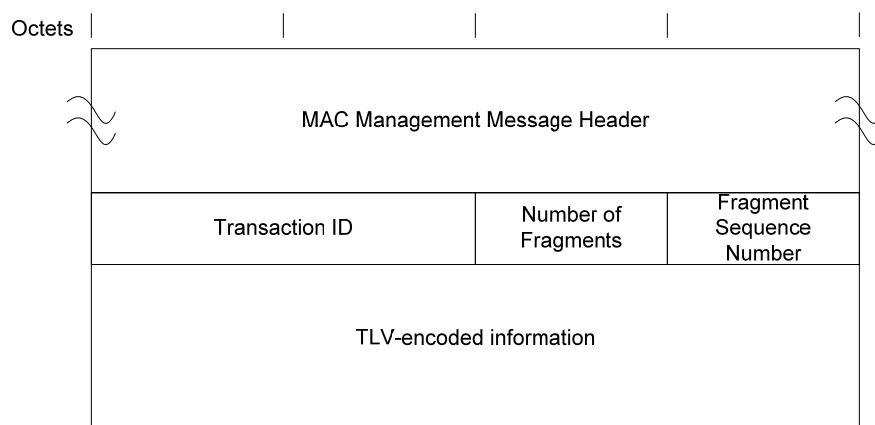 Octets
MAC Management Message Header
Transaction ID
Number of
Fragments
Fragment
Sequence
Number
TLV-encoded information